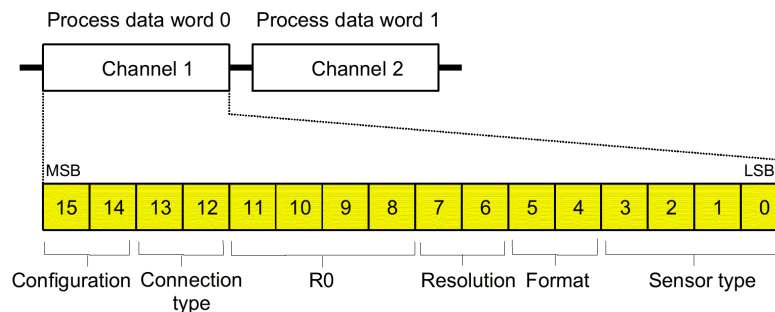 Process data word 0 Process data word 1
Channel 1 Channel 2
MSB LSB
15 14 13 12 11 10 9 8 7 6 5 4 3 2 1 0
Configuration Connection type R0 Resolution Format Sensor type